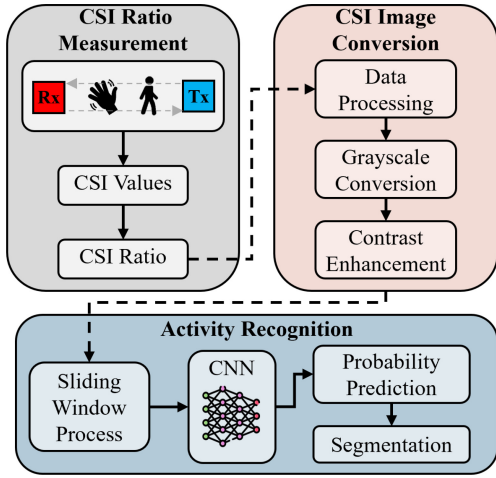 CSI Ratio
Measurement
Rx
Tx
CSI Values
CSI Ratio
CSI Image
Conversion
Data
Processing
Grayscale
Conversion
Contrast
Enhancement
Activity Recognition
Sliding
Window
Process
CNN
Probability
Prediction
Segmentation